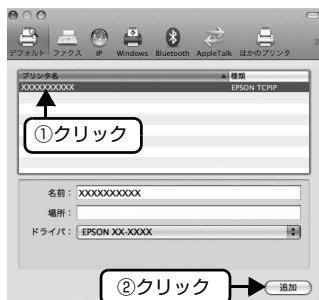 デフォルト ファクス IP Windows Bluetooth AppleTalk ほかのプリンタ
プリンタ名 種類
XXXXXXXXXX EPSON TCPIP
①クリック
名前： XXXXXXXXXX
場所：
ドライバ： EPSON XX-XXXX
②クリック 追加